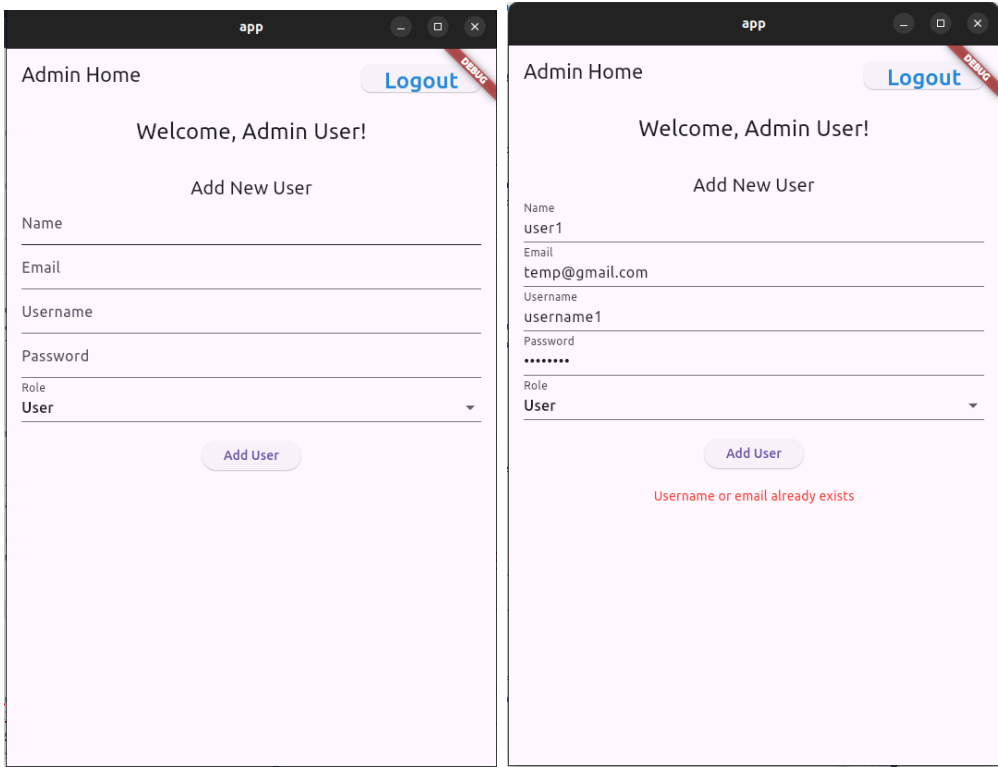 app
Admin Home
Logout
DEBUG
Welcome, Admin User!
Add New User
Name
Email
Username
Password
Role
User
Add User
app
Admin Home
Logout
DEBUG
Welcome, Admin User!
Add New User
Name
user1
Email
temp@gmail.com
Username
username1
Password
••••••••
Role
User
Add User
Username or email already exists